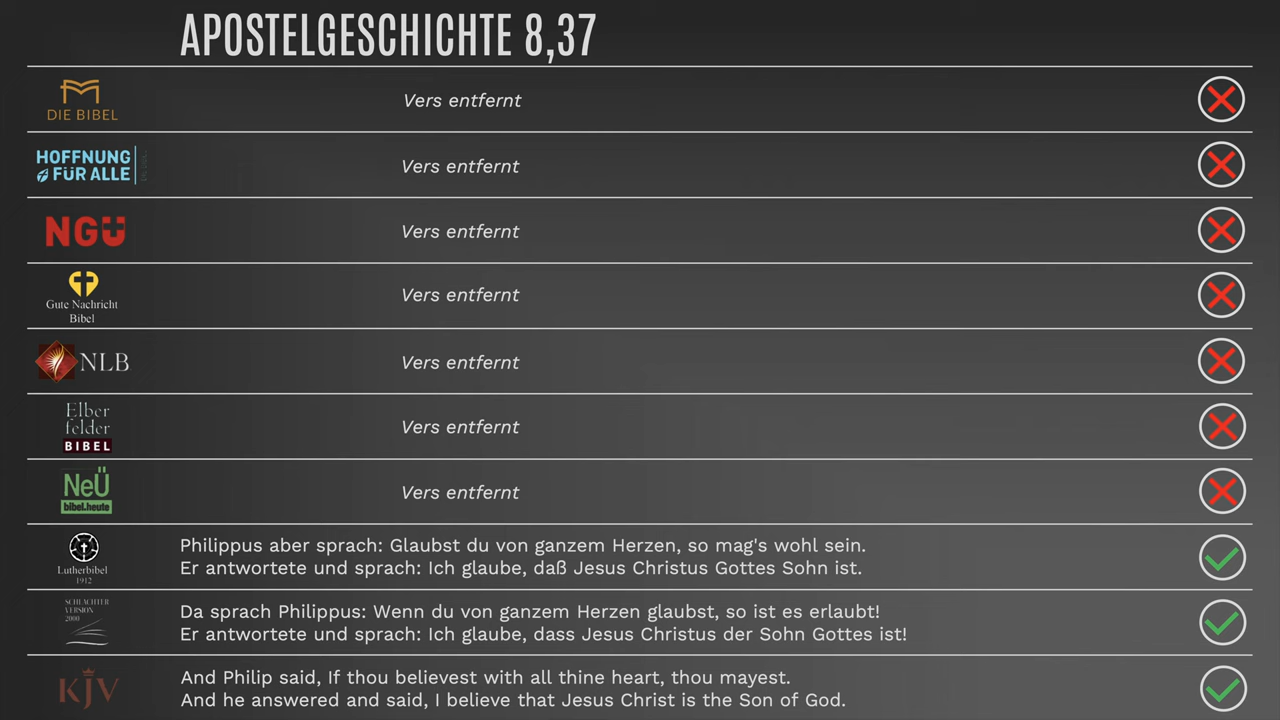 APOSTELGESCHICHTE 8,37
DIE BIBEL
Vers entfernt
HOFFNUNG
FÜR ALLE
Vers entfernt
NGÜ
Vers entfernt
Gute Nachricht
Bibel
Vers entfernt
NLB
Vers entfernt
Elber
felder
BIBEL
Vers entfernt
NeÜ
bibel.heute
Vers entfernt
Lutherbibel
1912
Philippus aber sprach: Glaubst du von ganzem Herzen, so mag's wohl sein.
Er antwortete und sprach: Ich glaube, daß Jesus Christus Gottes Sohn ist.
SCHLACHTER
VERSION
2000
Da sprach Philippus: Wenn du von ganzem Herzen glaubst, so ist es erlaubt!
Er antwortete und sprach: Ich glaube, dass Jesus Christus der Sohn Gottes ist!
KJV
And Philip said, If thou believest with all thine heart, thou mayest.
And he answered and said, I believe that Jesus Christ is the Son of God.